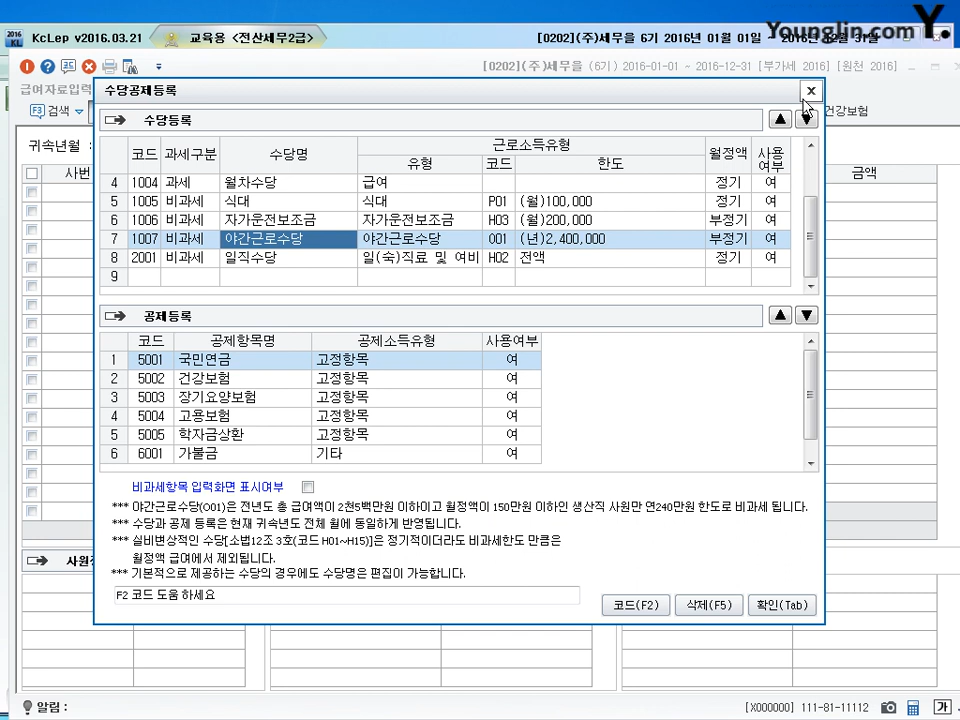 2016 KL KcLep v2016.03.21 교육용 <전산세무2급> [0202](주)세무을 6기 2016년 01월 01일 ~ 2016년 12월 31일
Younglin.com Y.
[0202](주)세무을 (6기) 2016-01-01 ~ 2016-12-31 [부가세 2016] [원천 2016]
급여자료입력
수당공제등록
F3 검색
건강보험
수당등록
귀속년월 :
코드 과세구분 수당명 근로소득유형 월정액 사용여부
유형 코드 한도
사번
금액
4 1004 과세 월차수당 급여 정기 여
5 1005 비과세 식대 식대 P01 (월)100,000 정기 여
6 1006 비과세 자가운전보조금 자가운전보조금 H03 (월)200,000 부정기 여
7 1007 비과세 야간근로수당 야간근로수당 001 (년)2,400,000 부정기 여
8 2001 비과세 일직수당 일(숙)직료 및 여비 H02 전액 정기 여
9
공제등록
코드 공제항목명 공제소득유형 사용여부
1 5001 국민연금 고정항목 여
2 5002 건강보험 고정항목 여
3 5003 장기요양보험 고정항목 여
4 5004 고용보험 고정항목 여
5 5005 학자금상환 고정항목 여
6 6001 가불금 기타 여
비과세항목 입력화면 표시여부
*** 야간근로수당(O01)은 전년도 총 급여액이 2천5백만원 이하이고 월정액이 150만원 이하인 생산직 사원만 연240만원 한도로 비과세 됩니다.
*** 수당과 공제 등록은 현재 귀속년도 전체 월에 동일하게 반영됩니다.
*** 실비변상적인 수당[소법12조 3호(코드 H01~H15)]은 정기적이더라도 비과세한도 만큼은
월정액 급여에서 제외됩니다.
*** 기본적으로 제공하는 수당의 경우에도 수당명은 편집이 가능합니다.
사원
F2 코드 도움 하세요
코드(F2) 삭제(F5) 확인(Tab)
알림 :
[X000000] 111-81-11112 가